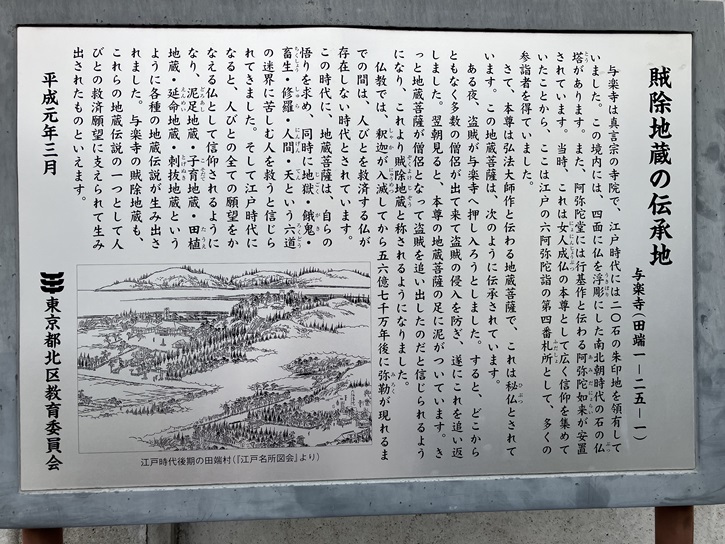 賊除地蔵の伝承地
与楽寺(田端一―二五―一)
与楽寺は真言宗の寺院で、江戸時代には二〇石の朱印地を領有して
いました。この境内には、四面に仏を浮彫にした南北朝時代の石の仏
塔があります。また、阿弥陀堂には行基作と伝わる阿弥陀如来が安置
されています。当時、これは女人成仏の本尊として広く信仰を集めて
いたことから、ここは江戸の六阿弥陀詣の第四番札所として、多くの
参詣者を得ていました。
さて、本尊は弘法大師作と伝わる地蔵菩薩で、これは秘仏とされて
います。この地蔵菩薩は、次のように伝承されています。
ある夜、盗賊が与楽寺へ押し入ろうとしました。すると、どこから
ともなく多数の僧侶が出て来て盗賊の侵入を防ぎ、遂にこれを追い返
しました。翌朝見ると、本尊の地蔵菩薩の足に泥がついています。き
っと地蔵菩薩が僧侶となって盗賊を追い出したのだと信じられるよう
になり、これより賊除地蔵と称されるようになりました。
仏教では、釈迦が入滅してから五六億七千万年後に弥勒が現れるま
での間は、人びとを救済する仏が
存在しない時代とされています。
この時代に、地蔵菩薩は、自らの
悟りを求め、同時に地獄・餓鬼・
畜生・修羅・人間・天という六道
の迷界に苦しむ人を救うと信じら
れてきました。そして江戸時代に
なると、人びとの全ての願望をか
なえる仏として信仰されるように
なり、泥足地蔵・子育地蔵・田植
地蔵・延命地蔵・刺抜地蔵という
ように各種の地蔵伝説が生み出さ
れました。与楽寺の賊除地蔵も、
これらの地蔵伝説の一つとして人
びとの救済願望に支えられて生み
出されたものといえます。
平成元年三月
東京都北区教育委員会
江戸時代後期の田端村(『江戸名所図会』より)